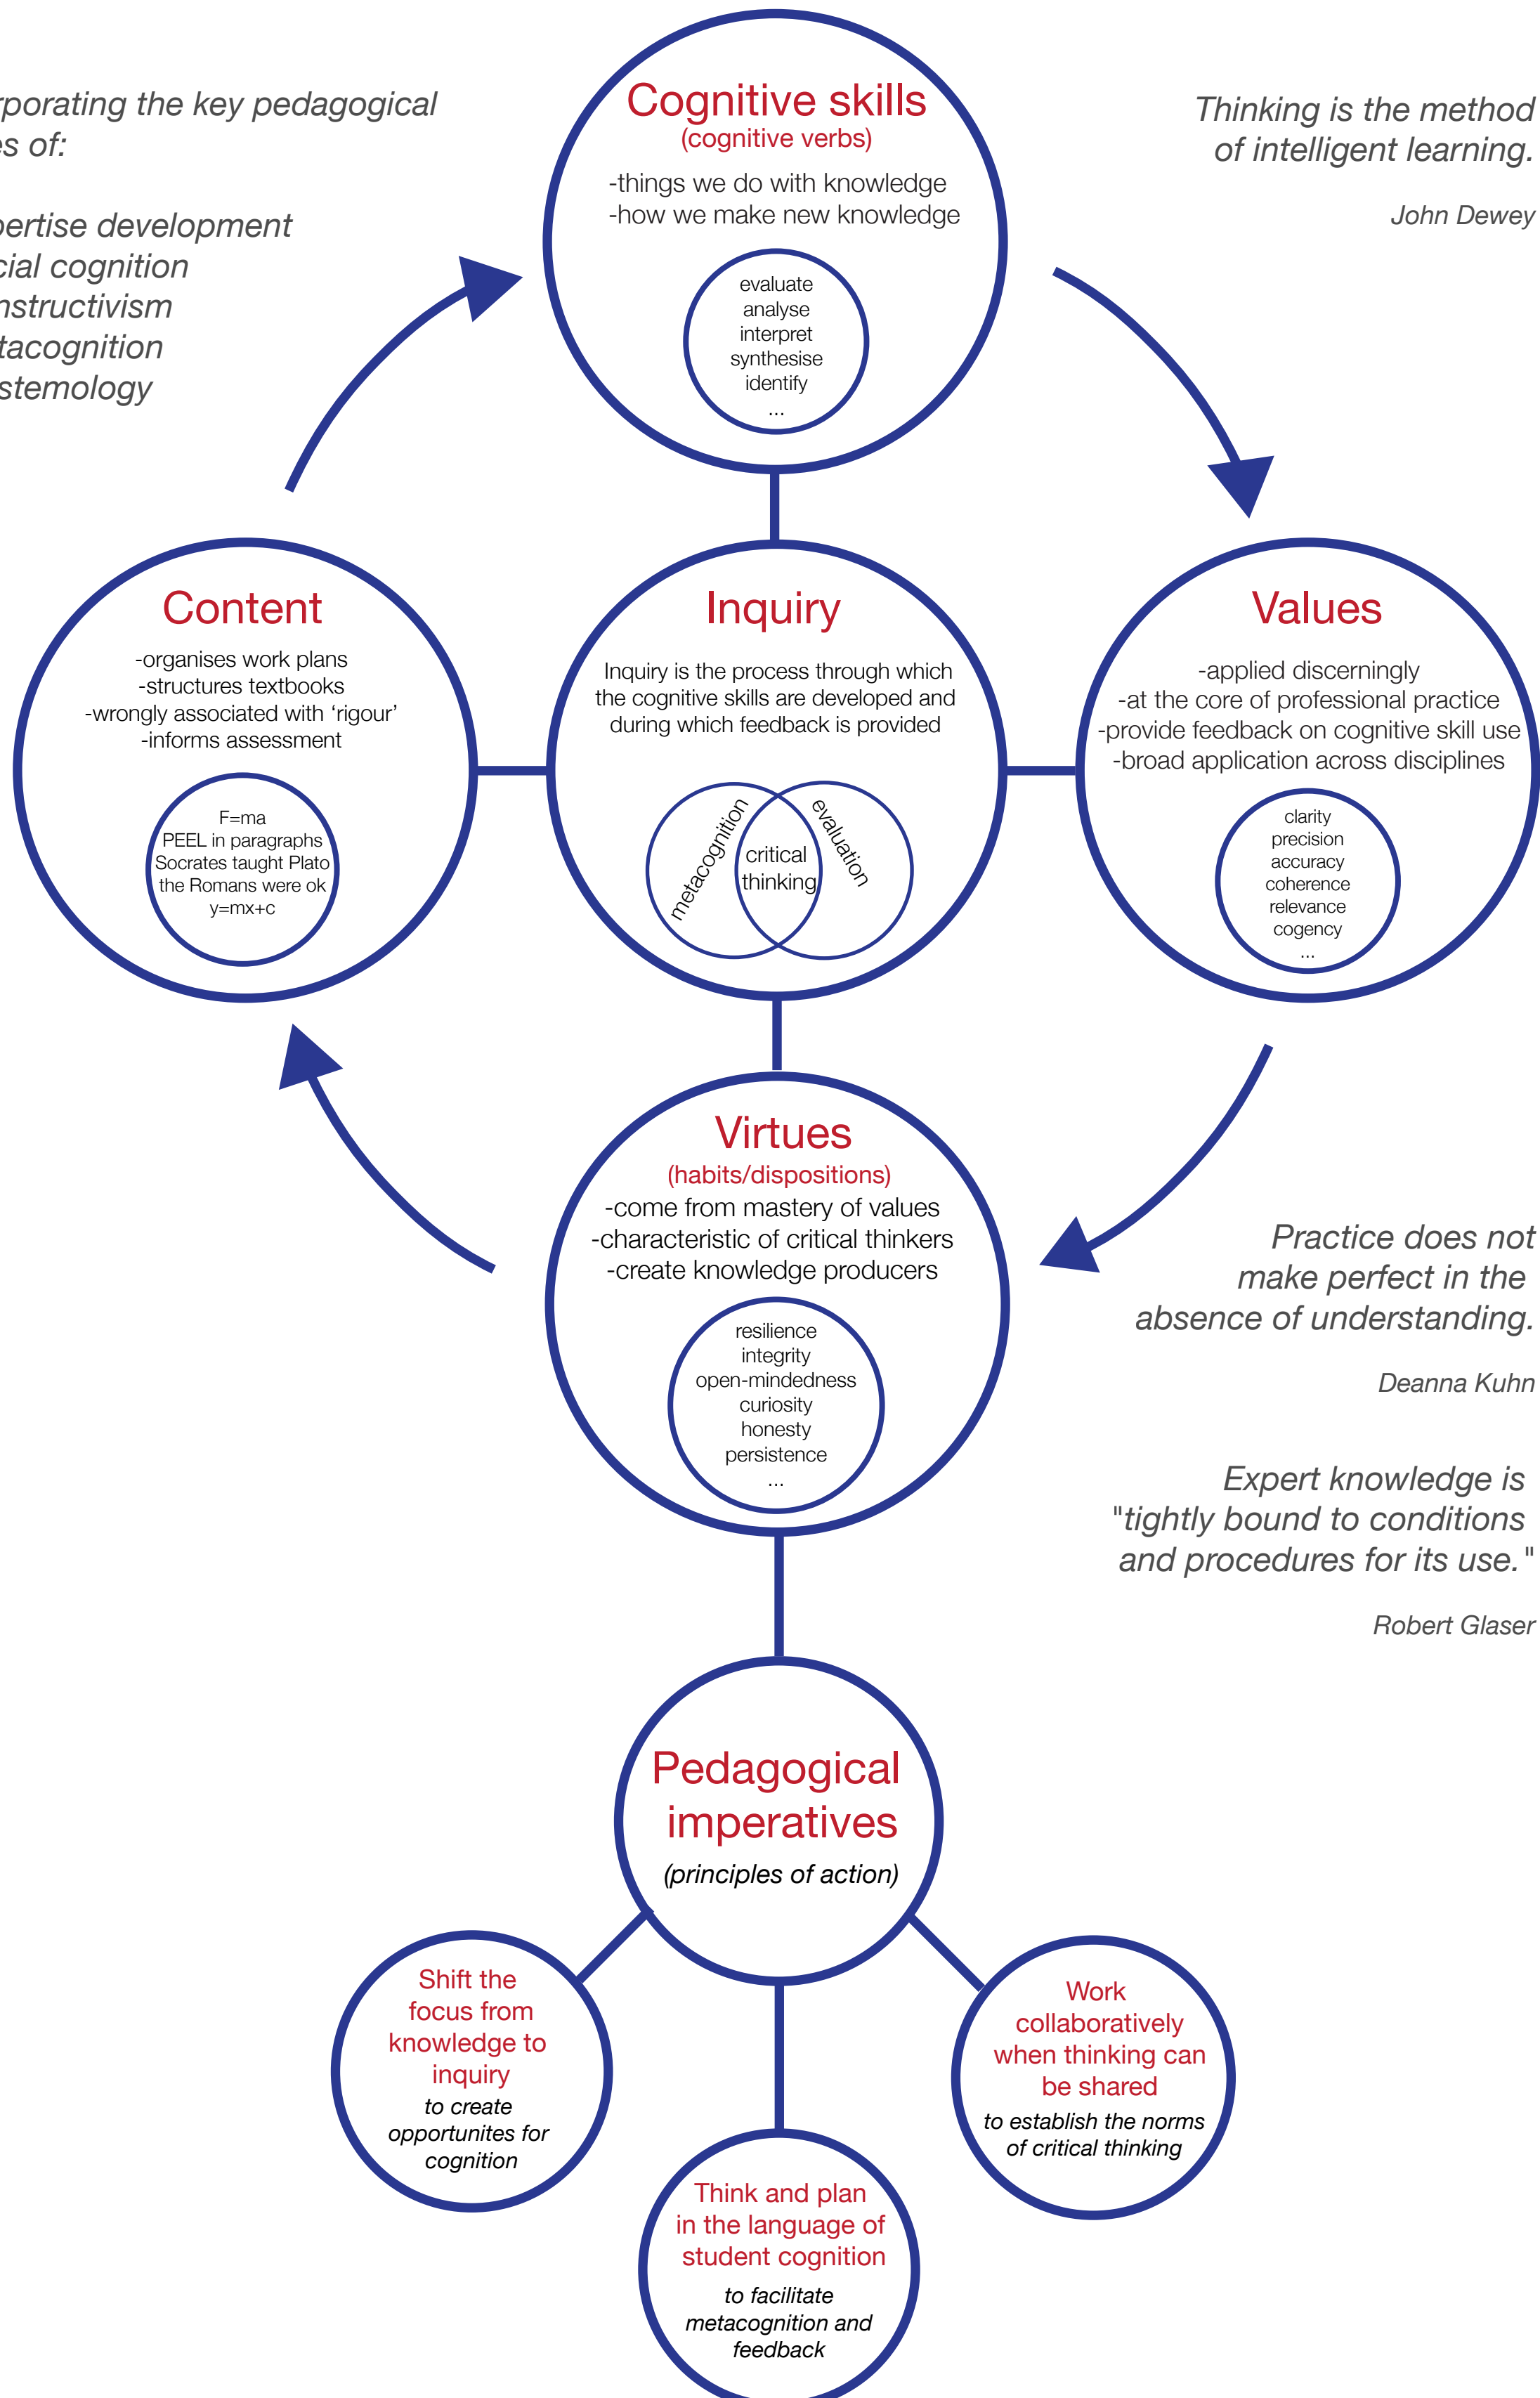 rporating the key pedagogical
es of:
pertise development
cial cognition
nstructivism
tacognition
stemology
Cognitive skills
(cognitive verbs)
-things we do with knowledge
-how we make new knowledge
evaluate
analyse
interpret
synthesise
identify
...
Thinking is the method
of intelligent learning.
John Dewey
Content
-organises work plans
-structures textbooks
-wrongly associated with ‘rigour’
-informs assessment
F=ma
PEEL in paragraphs
Socrates taught Plato
the Romans were ok
y=mx+c
Inquiry
Inquiry is the process through which
the cognitive skills are developed and
during which feedback is provided
metacognition
critical
thinking
evaluation
Values
-applied discerningly
-at the core of professional practice
-provide feedback on cognitive skill use
-broad application across disciplines
clarity
precision
accuracy
coherence
relevance
cogency
...
Virtues
(habits/dispositions)
-come from mastery of values
-characteristic of critical thinkers
-create knowledge producers
resilience
integrity
open-mindedness
curiosity
honesty
persistence
...
Practice does not
make perfect in the
absence of understanding.
Deanna Kuhn
Expert knowledge is
"tightly bound to conditions
and procedures for its use."
Robert Glaser
Pedagogical
imperatives
(principles of action)
Shift the
focus from
knowledge to
inquiry
to create
opportunites for
cognition
Think and plan
in the language of
student cognition
to facilitate
metacognition and
feedback
Work
collaboratively
when thinking can
be shared
to establish the norms
of critical thinking